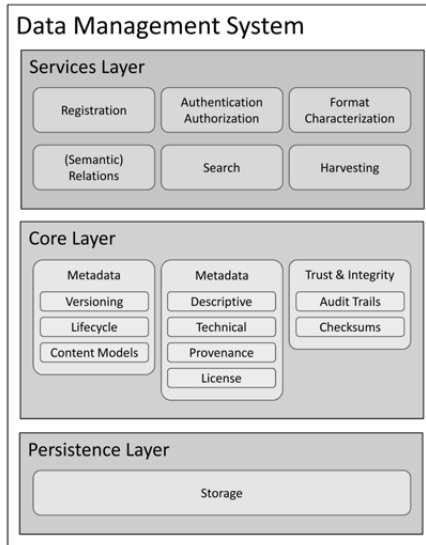 Data Management System
Services Layer
Registration
Authentication
Authorization
Format
Characterization
(Semantic)
Relations
Search
Harvesting
Core Layer
Metadata
Versioning
Lifecycle
Content Models
Metadata
Descriptive
Technical
Provenance
License
Trust & Integrity
Audit Trails
Checksums
Persistence Layer
Storage